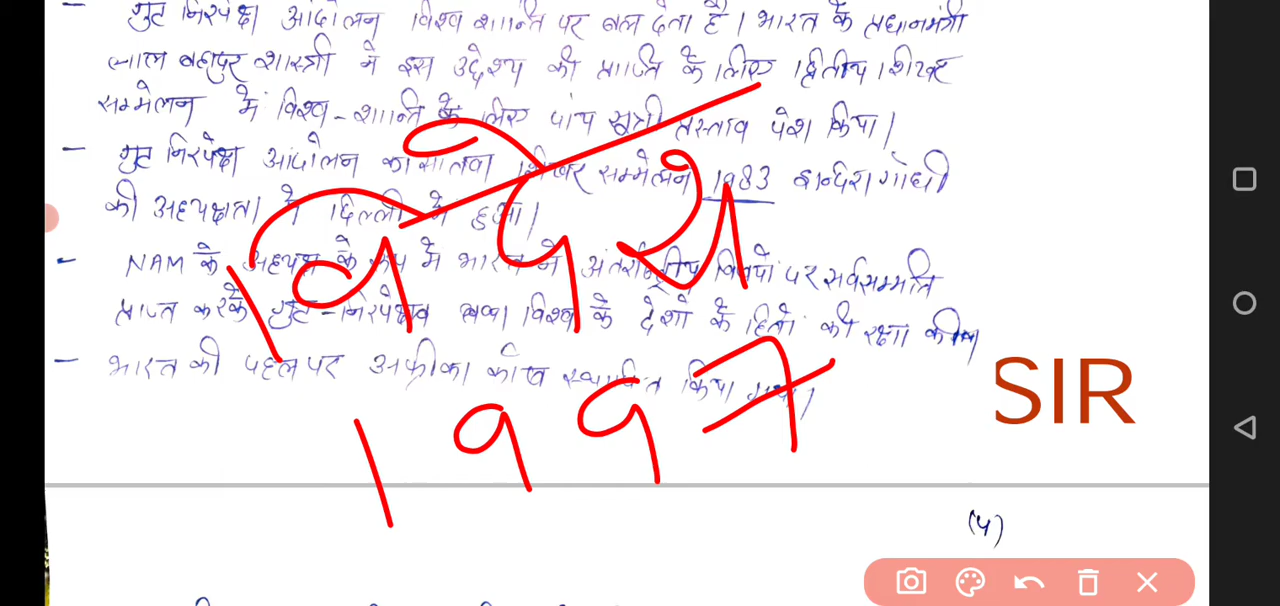 गुट निरपेक्ष आंदोलन विश्व शान्ति पर बल देता है। भारत के प्रधानमंत्री
लाल बहादुर शास्त्री ने इस उद्देश्य की प्राप्ति के लिए द्वितीय शिखर
सम्मेलन में विश्व-शान्ति के लिए पांच सूत्री प्रस्ताव पेश किया।
- गुट निरपेक्ष आंदोलन का सातवा शिखर सम्मेलन 1983 इन्दिरा गांधी
की अध्यक्षता में दिल्ली में हुआ।
- NAM के अध्यक्ष के रूप में भारत ने अंतर्राष्ट्रीय विषयों पर सर्वसम्मति
प्राप्त करके गुट-निरपेक्ष विश्व के देशों के हितों की रक्षा की
- भारत की पहल पर अफ्रीका कोष स्थापित किया गया।
1997
SIR
(4)